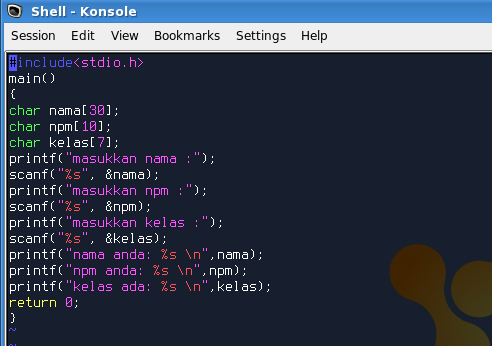 Shell - Konsole
Session Edit View Bookmarks Settings Help
#include<stdio.h>
main()
{
char nama[30];
char npm[10];
char kelas[7];
printf("masukkan nama :");
scanf("%s", &nama);
printf("masukkan npm :");
scanf("%s", &npm);
printf("masukkan kelas :");
scanf("%s", &kelas);
printf("nama anda: %s \n",nama);
printf("npm anda: %s \n",npm);
printf("kelas ada: %s \n",kelas);
return 0;
}
~
~